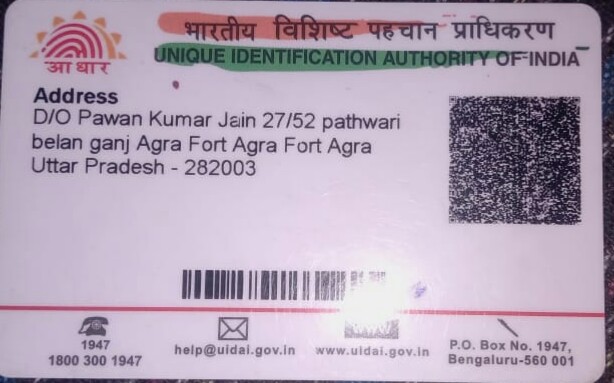 भारतीय विशिष्ट पहचान प्राधिकरण
UNIQUE IDENTIFICATION AUTHORITY OF INDIA
आधार
Address
D/O Pawan Kumar Jain 27/52 pathwari
belan ganj Agra Fort Agra Fort Agra
Uttar Pradesh - 282003
1947
1800 300 1947
help@uidai.gov.in
www.uidai.gov.in
P.O. Box No. 1947,
Bengaluru-560 001